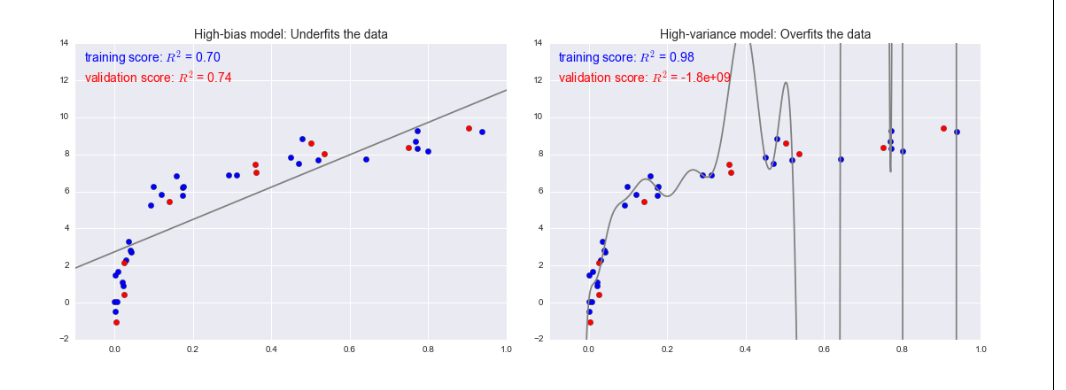 High-bias model: Underfits the data
training score: R² = 0.70
validation score: R² = 0.74
14
12
10
8
6
4
2
0
−2
0.0 0.2 0.4 0.6 0.8 1.0
High-variance model: Overfits the data
training score: R² = 0.98
validation score: R² = -1.8e+09
14
12
10
8
6
4
2
0
−2
0.0 0.2 0.4 0.6 0.8 1.0